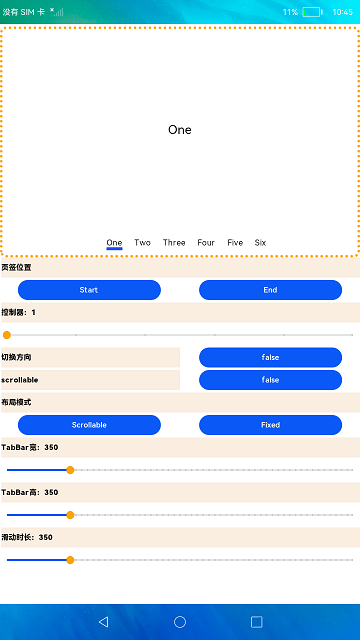 没有 SIM 卡 11% 10:45
One
One Two Three Four Five Six
页签位置
Start End
控制器：1
切换方向 false
scrollable false
布局模式
Scrollable Fixed
TabBar宽：350
TabBar高：350
滑动时长：350